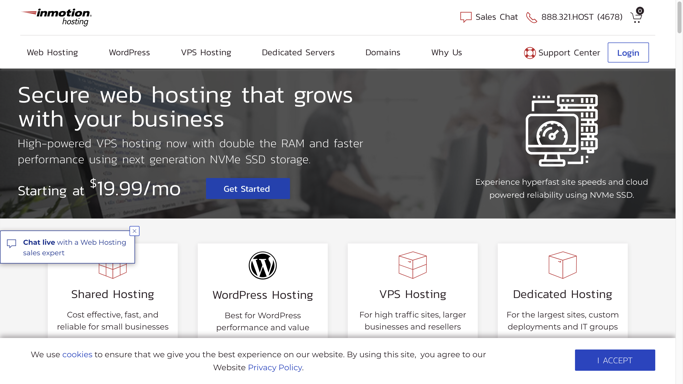 inmotion
hosting
Sales Chat
888.321.HOST (4678)
0
Web Hosting
WordPress
VPS Hosting
Dedicated Servers
Domains
Why Us
Support Center
Login
Secure web hosting that grows
with your business
High-powered VPS hosting now with double the RAM and faster
performance using next generation NVMe SSD storage.
Starting at $19.99/mo
Get Started
Experience hyperfast site speeds and cloud
powered reliability using NVMe SSD.
Chat live with a Web Hosting
sales expert
Shared Hosting
Cost effective, fast, and
reliable for small businesses
WordPress Hosting
Best for WordPress
performance and value
VPS Hosting
For high traffic sites, larger
businesses and resellers
Dedicated Hosting
For the largest sites, custom
deployments and IT groups
We use cookies to ensure that we give you the best experience on our website. By using this site, you agree to our
Website Privacy Policy.
I ACCEPT